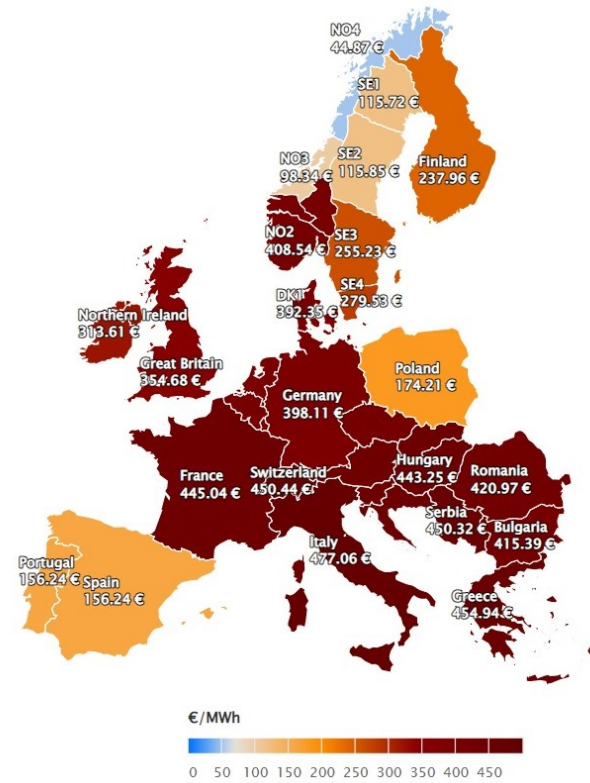 NO4
44.87 €
SE1
115.72 €
SE2
115.85 €
NO3
98.34 €
Finland
237.96 €
NO2
408.54 €
SE3
255.23 €
SE4
279.53 €
DK1
392.35 €
Northern Ireland
313.61 €
Great Britain
354.68 €
Poland
174.21 €
Germany
398.11 €
France
445.04 €
Switzerland
450.44 €
Hungary
443.25 €
Romania
420.97 €
Serbia
450.32 €
Bulgaria
415.39 €
Italy
477.06 €
Portugal
156.24 €
Spain
156.24 €
Greece
454.94 €
€/MWh
0 50 100 150 200 250 300 350 400 450